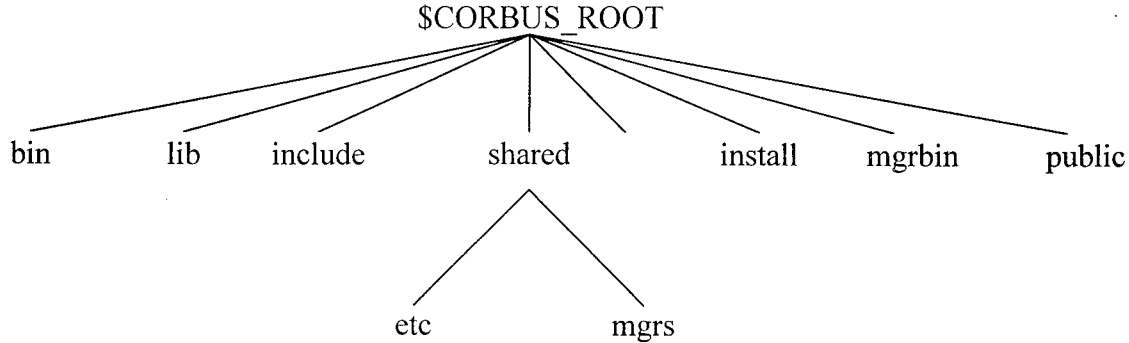 $CORBUS_ROOT
bin lib include shared install mgrbin public
etc mgrs